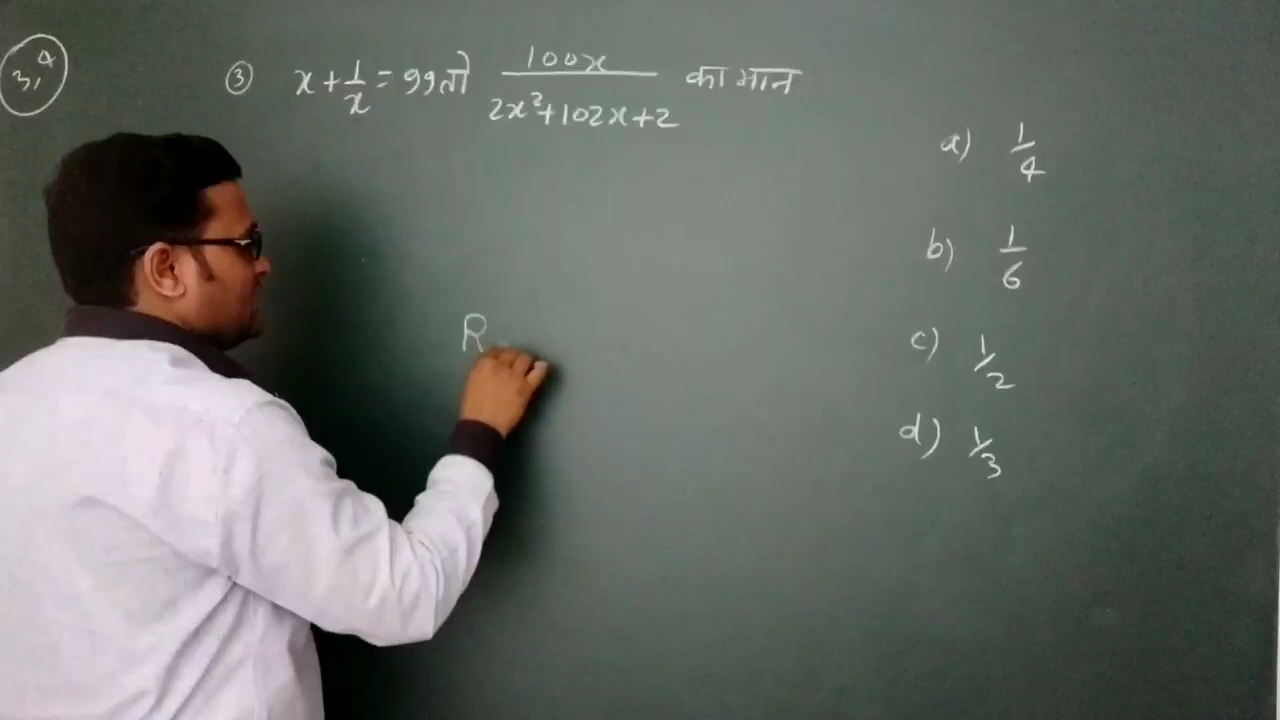 3,4
③ x + 1/x = 99 तो 100x / 2x²+102x+2 का मान
a) 1/4
b) 1/6
c) 1/2
d) 1/3
R